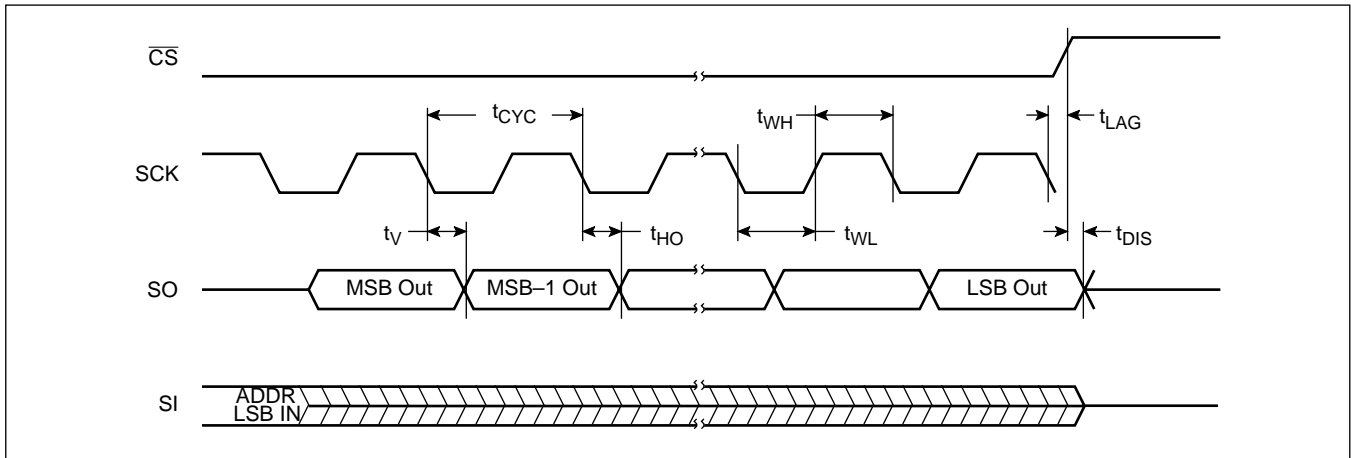 CS
tCYC
tWH
tLAG
SCK
tV
tHO
tWL
tDIS
SO
MSB Out
MSB–1 Out
LSB Out
SI
ADDR
LSB IN